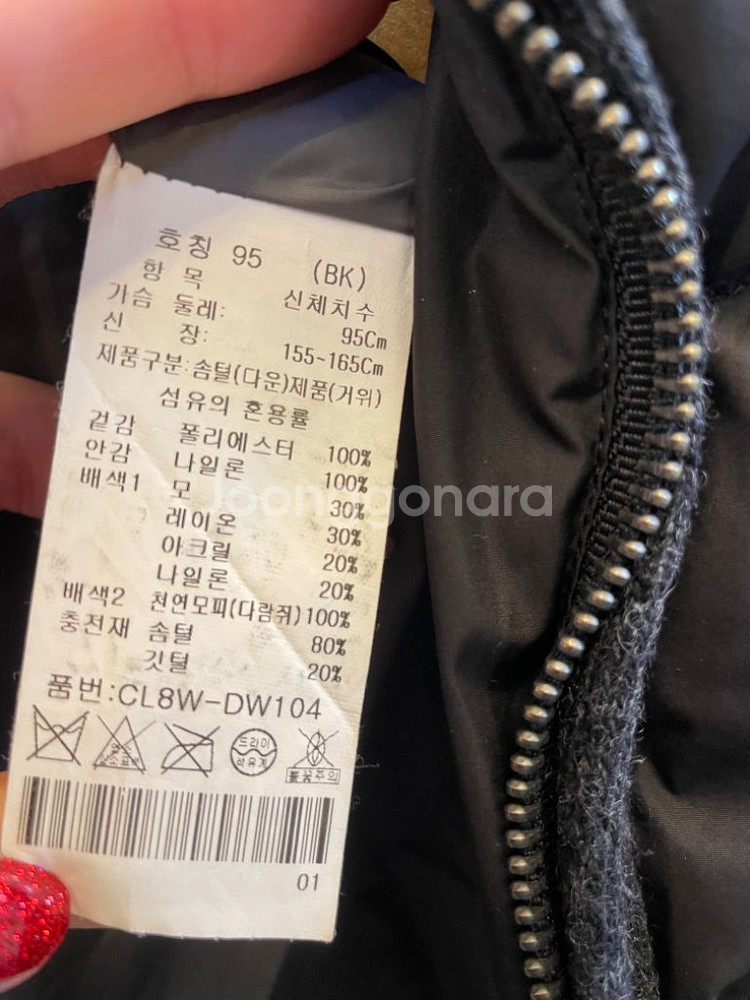 호칭 95 (BK)
항 목 신체치수
가슴 둘레: 95Cm
신 장: 155~165Cm
제품구분:솜털(다운)제품(거위)
섬유의 혼용률
겉감 폴리에스터 100%
안감 나일론 100%
배색1 모 30%
레이온 30%
아크릴 20%
나일론 20%
배색2 천연모피(다람쥐)100%
충전재 솜털 80%
깃털 20%
품번:CL8W-DW104
드라이
석유계
불꽃주의
01
Joonggonara